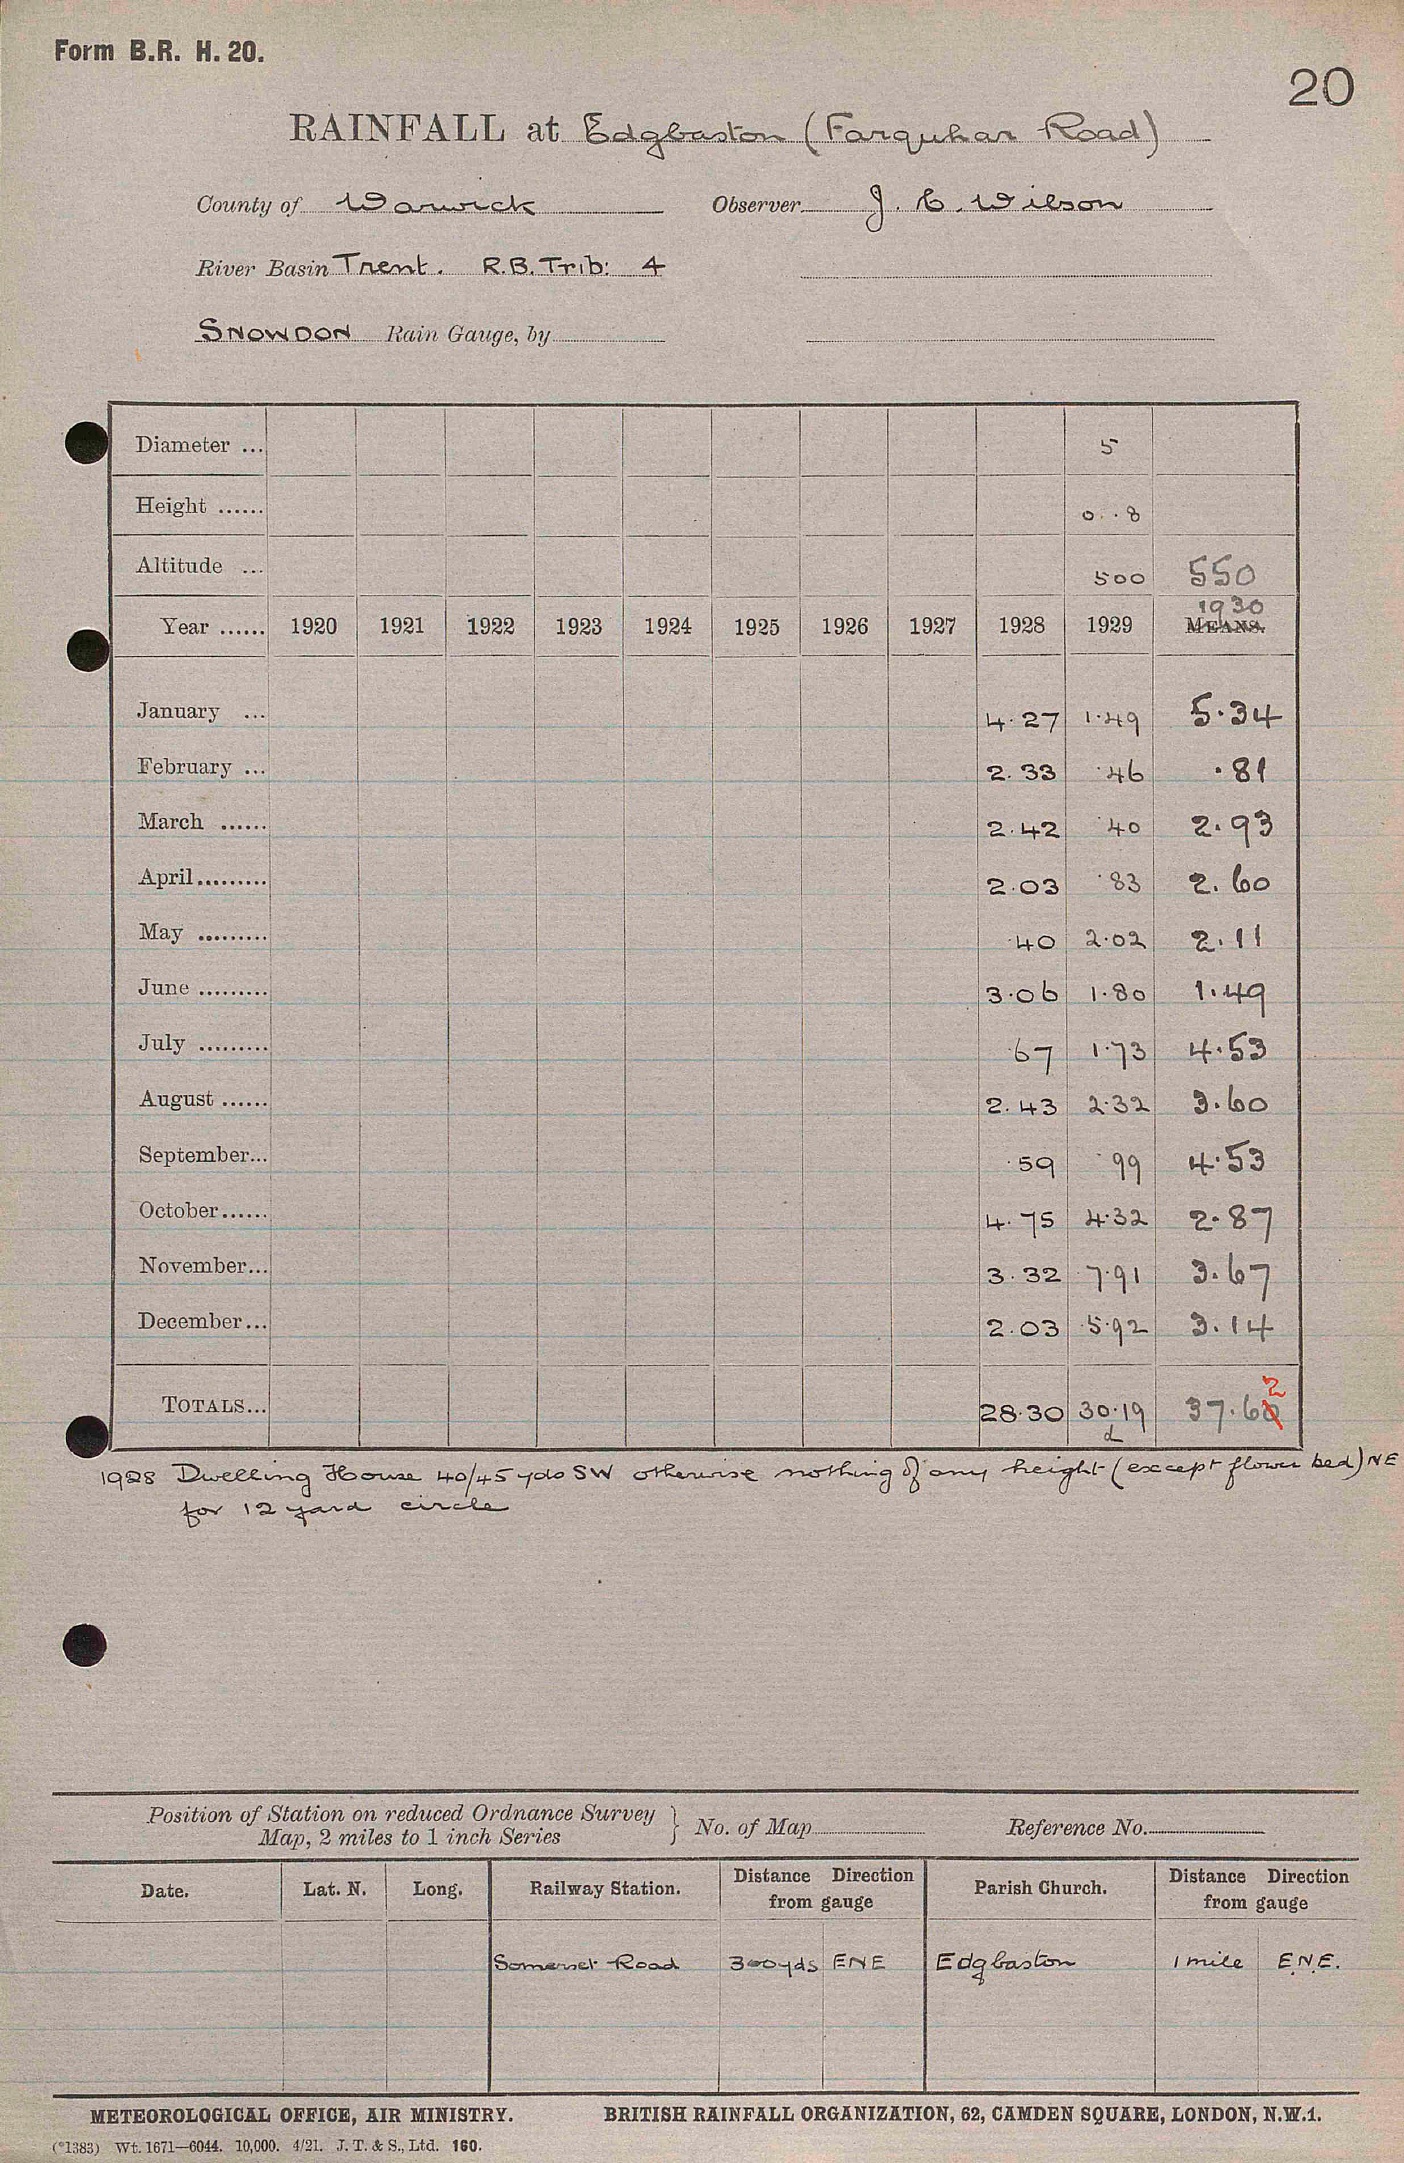 Form B.R. H. 20.
20
RAINFALL at Edgbaston (Farquhar Road)
County of Warwick Observer J. C. Wilson
River Basin Trent. R.B. Trib: 4
SNOWDON Rain Gauge, by
Diameter ... 5
Height ...... 0..8
Altitude ... 500 550
Year ...... 1920 1921 1922 1923 1924 1925 1926 1927 1928 1929 1930 MEANS.
January ... 4.27 1.49 5.34
February ... 2.33 .46 .81
March ...... 2.42 .40 2.93
April......... 2.03 .83 2.60
May ......... .40 2.02 2.11
June ......... 3.06 1.80 1.49
July ......... .67 1.73 4.53
August ...... 2.43 2.32 3.60
September... .59 .99 4.53
October...... 4.75 4.32 2.87
November... 3.32 7.91 3.67
December... 2.03 5.92 3.14
2
TOTALS... 28.30 30.19 37.60
d
1928 Dwelling House 40/45 yds SW otherwise nothing of any height (except flower bed) NE
for 12 yard circle
Position of Station on reduced Ordnance Survey
Map, 2 miles to 1 inch Series } No. of Map Reference No.
Date. Lat. N. Long. Railway Station. Distance Direction from gauge Parish Church. Distance Direction from gauge
Somerset Road 300yds ENE Edgbaston 1 mile E.N.E.
METEOROLOGICAL OFFICE, AIR MINISTRY. BRITISH RAINFALL ORGANIZATION, 62, CAMDEN SQUARE, LONDON, N.W.1.
(*1383) Wt. 1671—6044. 10,000. 4/21. J. T. & S., Ltd. 160.